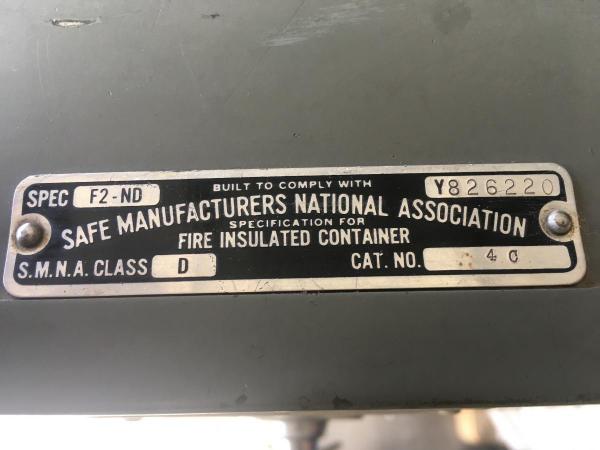 BUILT TO COMPLY WITH
SPEC F2-ND Y826220
SAFE MANUFACTURERS NATIONAL ASSOCIATION
SPECIFICATION FOR
FIRE INSULATED CONTAINER
S.M.N.A. CLASS D CAT. NO. 4 C